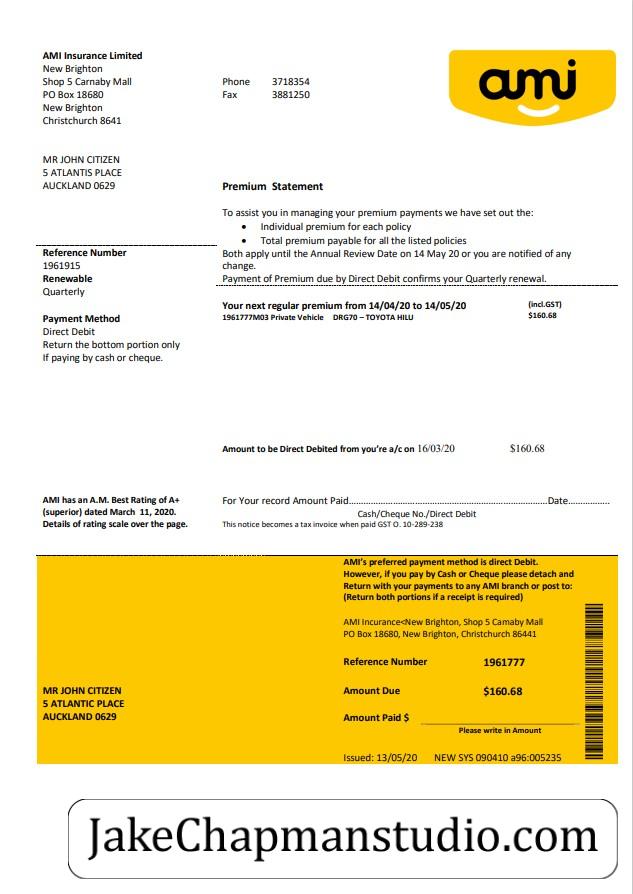 AMI Insurance Limited
New Brighton
Shop 5 Carnaby Mall
PO Box 18680
New Brighton
Christchurch 8641
Phone 3718354
Fax 3881250
ami
MR JOHN CITIZEN
5 ATLANTIS PLACE
AUCKLAND 0629
Premium Statement
To assist you in managing your premium payments we have set out the:
• Individual premium for each policy
• Total premium payable for all the listed policies
Both apply until the Annual Review Date on 14 May 20 or you are notified of any
change.
Payment of Premium due by Direct Debit confirms your Quarterly renewal.
Reference Number
1961915
Renewable
Quarterly
Payment Method
Direct Debit
Return the bottom portion only
If paying by cash or cheque.
Your next regular premium from 14/04/20 to 14/05/20 (incl.GST)
1961777M03 Private Vehicle DRG70 – TOYOTA HILU $160.68
Amount to be Direct Debited from you're a/c on 16/03/20 $160.68
AMI has an A.M. Best Rating of A+
(superior) dated March 11, 2020.
Details of rating scale over the page.
For Your record Amount Paid..........................................................Date..............
Cash/Cheque No./Direct Debit
This notice becomes a tax invoice when paid GST O. 10-289-238
AMI's preferred payment method is direct Debit.
However, if you pay by Cash or Cheque please detach and
Return with your payments to any AMI branch or post to:
(Return both portions if a receipt is required)
AMI Insurance<New Brighton, Shop 5 Camaby Mall
PO Box 18680, New Brighton, Christchurch 86441
Reference Number 1961777
MR JOHN CITIZEN
5 ATLANTIC PLACE
AUCKLAND 0629
Amount Due $160.68
Amount Paid $
Please write in Amount
Issued: 13/05/20 NEW SYS 090410 a96:005235
JakeChapmanstudio.com